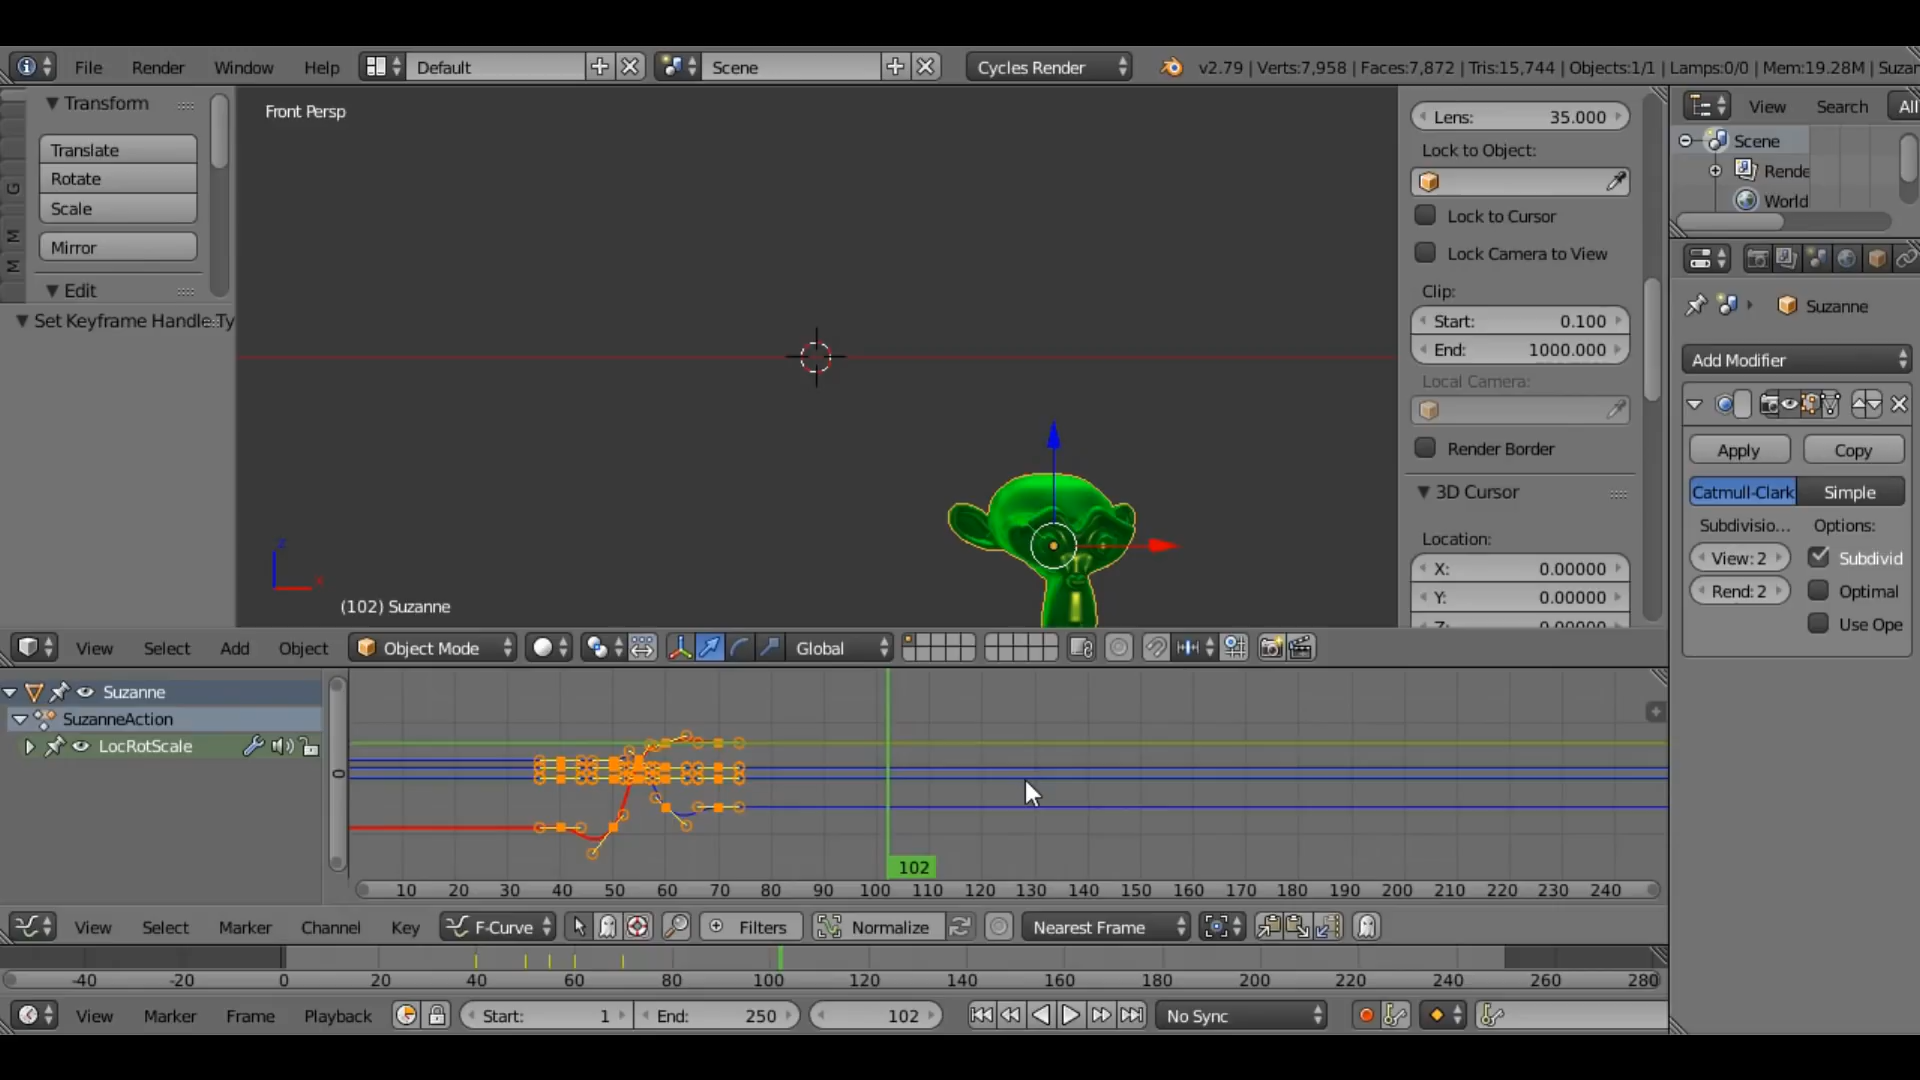 File Render Window Help Default Scene Cycles Render v2.79 | Verts:7,958 | Faces:7,872 | Tris:15,744 | Objects:1/1 | Lamps:0/0 | Mem:19.28M | Suzan
Transform
Translate
Rotate
Scale
Mirror
Edit
Set Keyframe Handle Ty
G
M
M
Front Persp
z
x
(102) Suzanne
Lens: 35.000
Lock to Object:
Lock to Cursor
Lock Camera to View
Clip:
Start: 0.100
End: 1000.000
Local Camera:
Render Border
3D Cursor
Location:
X: 0.00000
Y: 0.00000
View Search All
Scene
Rende
World
Suzanne
Add Modifier
Apply Copy
Catmull-Clark Simple
Subdivisio... Options:
View: 2 Subdivid
Rend: 2 Optimal
Use Ope
View Select Add Object Object Mode Global
Suzanne
SuzanneAction
LocRotScale
0
102
10 20 30 40 50 60 70 80 90 100 110 120 130 140 150 160 170 180 190 200 210 220 230 240
View Select Marker Channel Key F-Curve Filters Normalize Nearest Frame
-40 -20 0 20 40 60 80 100 120 140 160 180 200 220 240 260 280
View Marker Frame Playback Start: 1 End: 250 102 No Sync